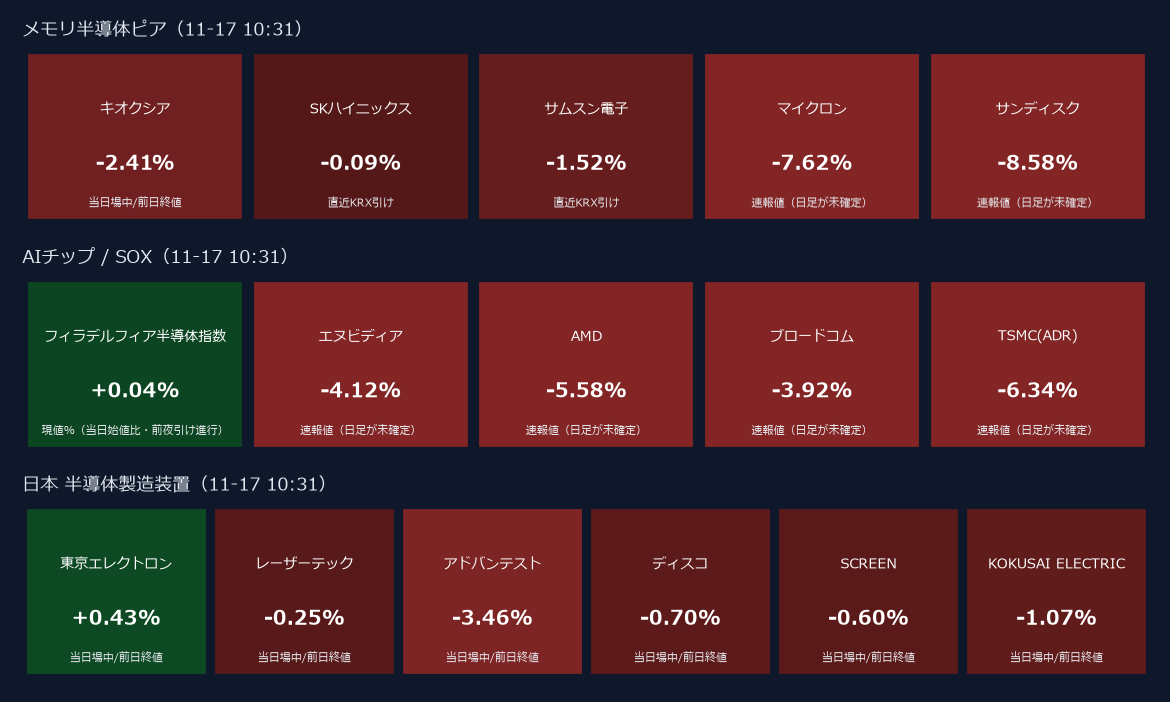 メモリ半導体ピア（11-17 10:31）
キオクシア
-2.41%
当日場中/前日終値
SKハイニックス
-0.09%
直近KRX引け
サムスン電子
-1.52%
直近KRX引け
マイクロン
-7.62%
速報値（日足が未確定）
サンディスク
-8.58%
速報値（日足が未確定）
AIチップ / SOX（11-17 10:31）
フィラデルフィア半導体指数
+0.04%
現値%（当日始値比・前夜引け進行）
エヌビディア
-4.12%
速報値（日足が未確定）
AMD
-5.58%
速報値（日足が未確定）
ブロードコム
-3.92%
速報値（日足が未確定）
TSMC(ADR)
-6.34%
速報値（日足が未確定）
日本 半導体製造装置（11-17 10:31）
東京エレクトロン
+0.43%
当日場中/前日終値
レーザーテック
-0.25%
当日場中/前日終値
アドバンテスト
-3.46%
当日場中/前日終値
ディスコ
-0.70%
当日場中/前日終値
SCREEN
-0.60%
当日場中/前日終値
KOKUSAI ELECTRIC
-1.07%
当日場中/前日終値